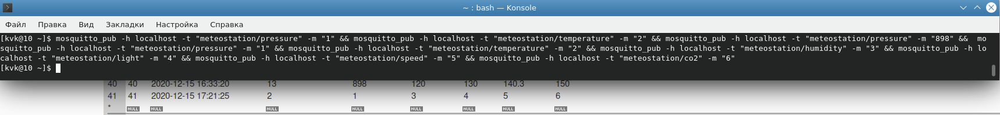 ~ : bash — Konsole
Файл Правка Вид Закладки Настройка Справка
[kvk@10 ~]$ mosquitto_pub -h localhost -t "meteostation/pressure" -m "1" && mosquitto_pub -h localhost -t "meteostation/temperature" -m "2" && mosquitto_pub -h localhost -t "meteostation/pressure" -m "898" &&  mo
squitto_pub -h localhost -t "meteostation/pressure" -m "1" && mosquitto_pub -h localhost -t "meteostation/temperature" -m "2" && mosquitto_pub -h localhost -t "meteostation/humidity" -m "3" && mosquitto_pub -h lo
calhost -t "meteostation/light" -m "4" && mosquitto_pub -h localhost -t "meteostation/speed" -m "5" && mosquitto_pub -h localhost -t "meteostation/co2" -m "6"
[kvk@10 ~]$
40 40 2020-12-15 16:33:20 13 898 120 130 140.3 150
41 41 2020-12-15 17:21:25 2 1 3 4 5 6
* NULL NULL NULL NULL NULL NULL NULL NULL